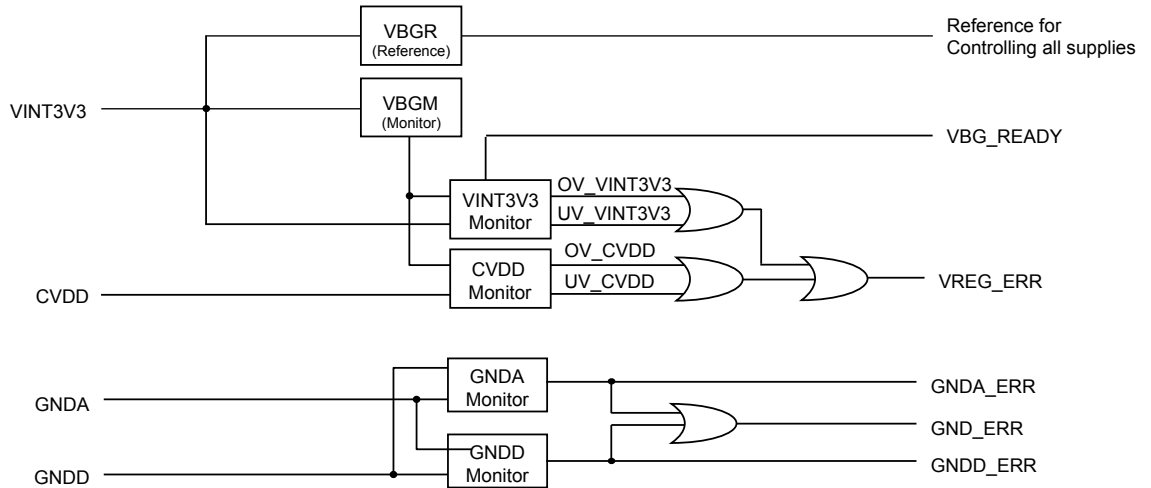 VBGR
(Reference)
Reference for
Controlling all supplies
VINT3V3
VBGM
(Monitor)
VBG_READY
VINT3V3
Monitor
OV_VINT3V3
UV_VINT3V3
CVDD
Monitor
OV_CVDD
UV_CVDD
CVDD
VREG_ERR
GNDA
Monitor
GNDA
GNDA_ERR
GND_ERR
GNDD
Monitor
GNDD
GNDD_ERR